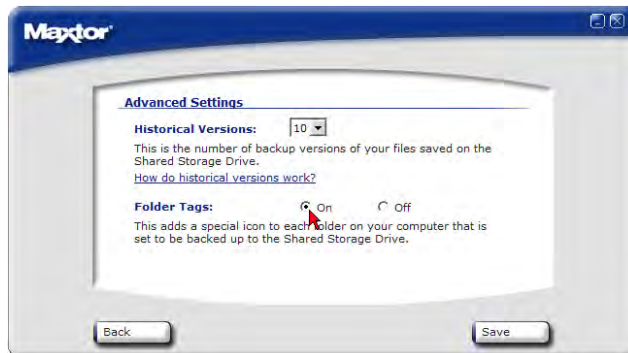 Maxtor
Advanced Settings
Historical Versions: 10
This is the number of backup versions of your files saved on the
Shared Storage Drive.
How do historical versions work?
Folder Tags: On Off
This adds a special icon to each folder on your computer that is
set to be backed up to the Shared Storage Drive.
Back Save